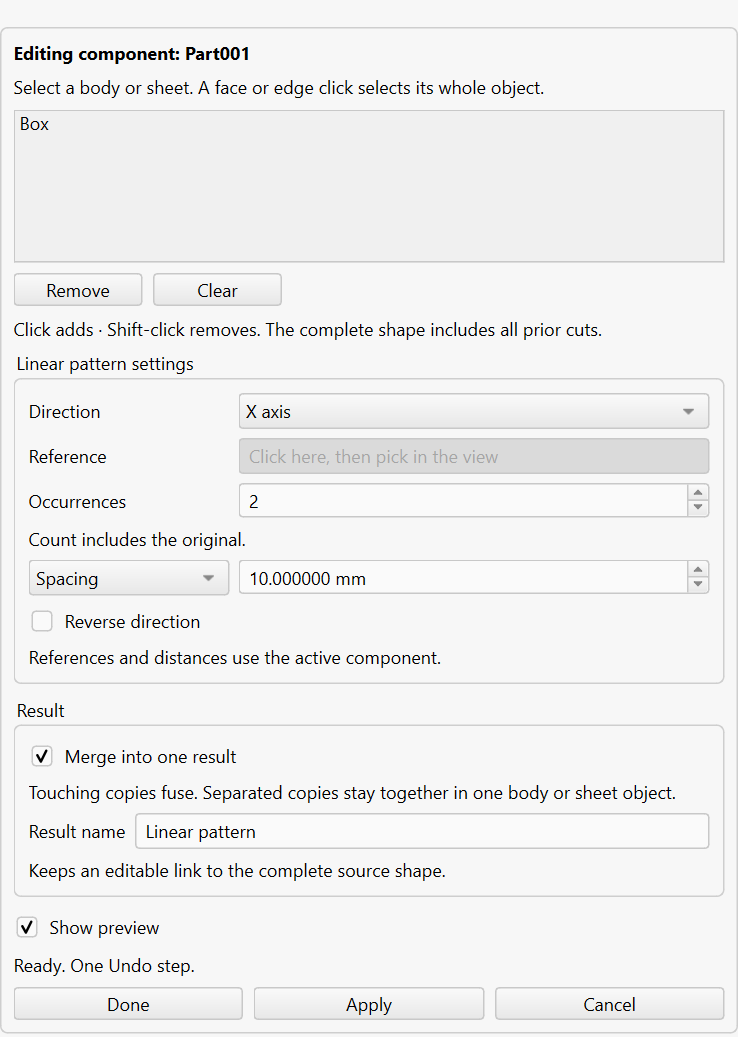 Editing component: Part001
Select a body or sheet. A face or edge click selects its whole object.
Box
Remove Clear
Click adds · Shift-click removes. The complete shape includes all prior cuts.
Linear pattern settings
Direction X axis
Reference Click here, then pick in the view
Occurrences 2
Count includes the original.
Spacing 10.000000 mm
Reverse direction
References and distances use the active component.
Result
Merge into one result
Touching copies fuse. Separated copies stay together in one body or sheet object.
Result name Linear pattern
Keeps an editable link to the complete source shape.
Show preview
Ready. One Undo step.
Done Apply Cancel